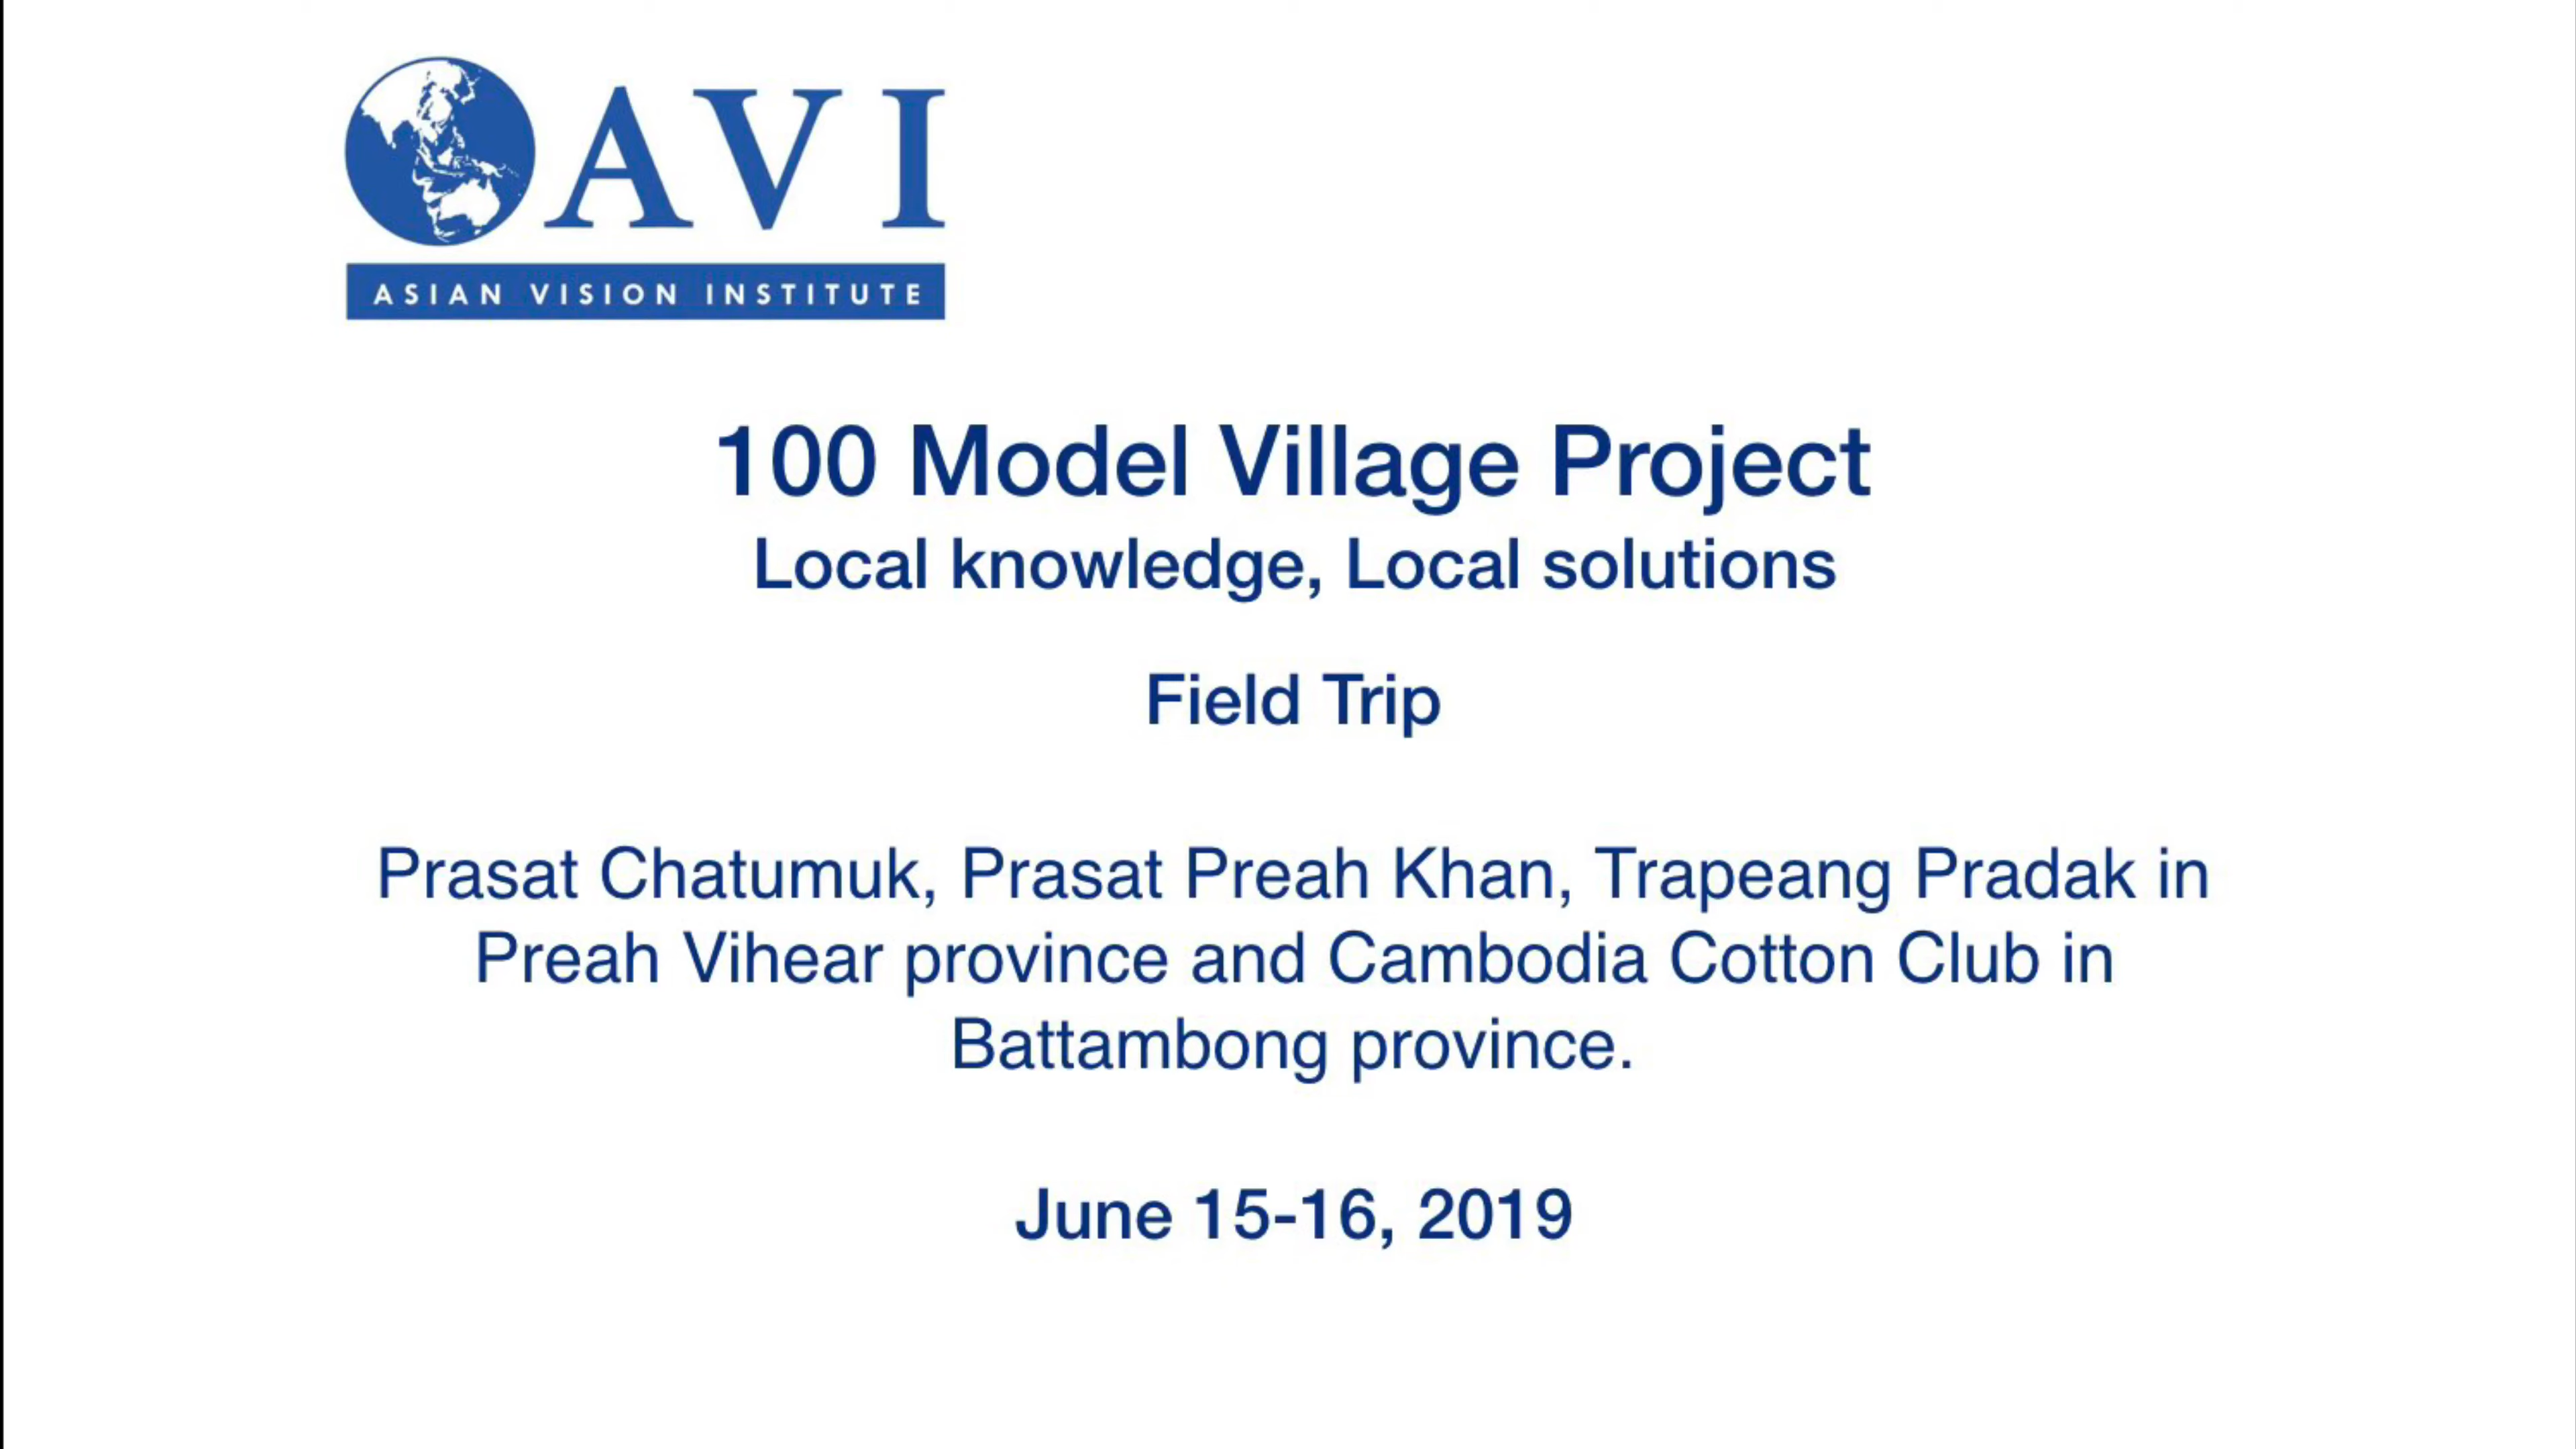 AVI
ASIAN VISION INSTITUTE
100 Model Village Project
Local knowledge, Local solutions
Field Trip
Prasat Chatumuk, Prasat Preah Khan, Trapeang Pradak in
Preah Vihear province and Cambodia Cotton Club in
Battambong province.
June 15-16, 2019